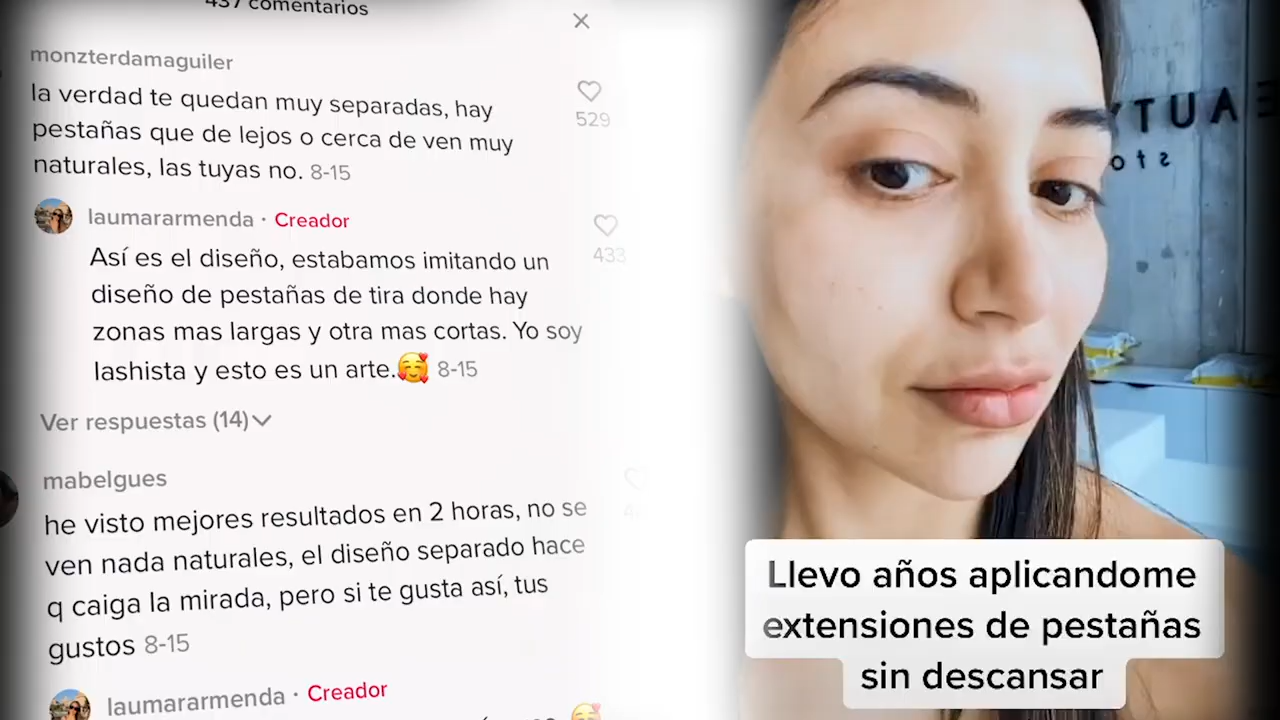 437 comentarios
monzterdamaguiler
la verdad te quedan muy separadas, hay
pestañas que de lejos o cerca de ven muy
naturales, las tuyas no. 8-15
529
laumararmenda · Creador
Así es el diseño, estabamos imitando un
diseño de pestañas de tira donde hay
zonas mas largas y otra mas cortas. Yo soy
lashista y esto es un arte.🥰 8-15
433
Ver respuestas (14)
mabelgues
he visto mejores resultados en 2 horas, no se
ven nada naturales, el diseño separado hace
q caiga la mirada, pero si te gusta así, tus
gustos 8-15
laumararmenda · Creador
EAUTY
sto
Llevo años aplicandome
extensiones de pestañas
sin descansar